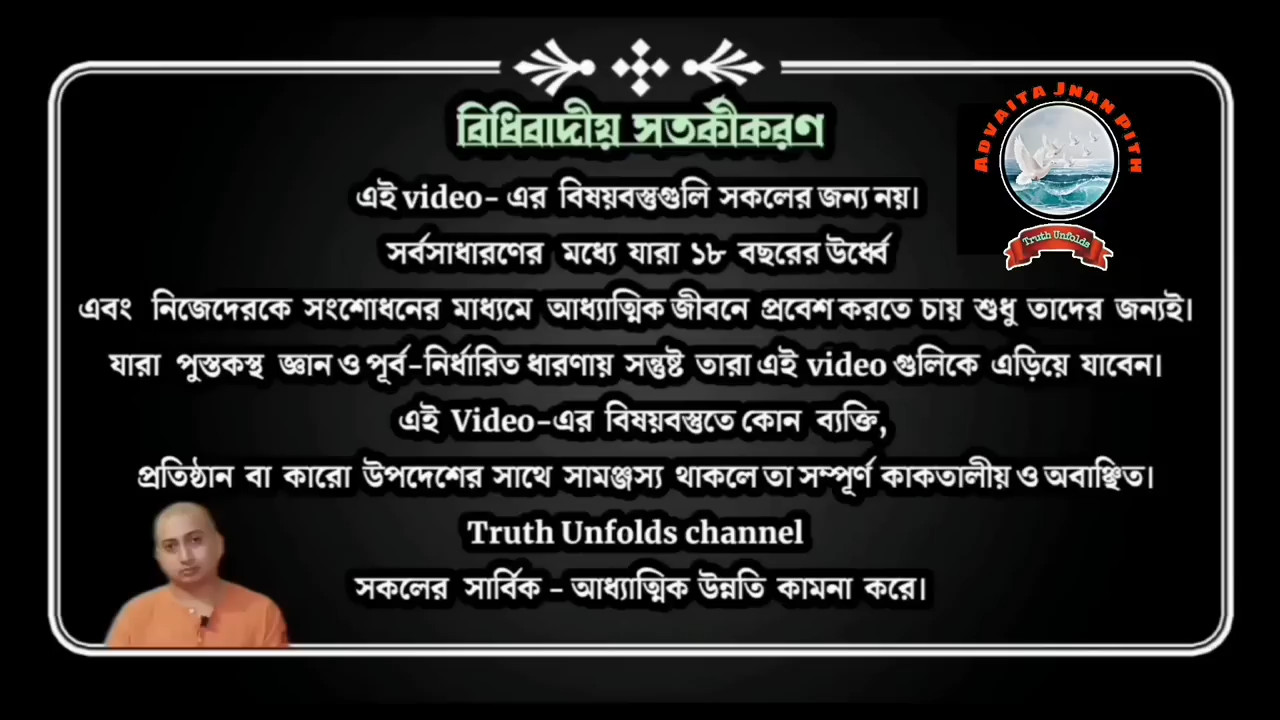 বিধিবাদীয় সতর্কীকরণ
ADVAITA JNAN PITH
Truth Unfolds
এই video- এর বিষয়বস্তুগুলি সকলের জন্য নয়।
সর্বসাধারণের মধ্যে যারা ১৮ বছরের উর্ধ্বে
এবং নিজেদেরকে সংশোধনের মাধ্যমে আধ্যাত্মিক জীবনে প্রবেশ করতে চায় শুধু তাদের জন্যই।
যারা পুস্তকস্থ জ্ঞান ও পূর্ব-নির্ধারিত ধারণায় সন্তুষ্ট তারা এই video গুলিকে এড়িয়ে যাবেন।
এই Video-এর বিষয়বস্তুতে কোন ব্যক্তি,
প্রতিষ্ঠান বা কারো উপদেশের সাথে সামঞ্জস্য থাকলে তা সম্পূর্ণ কাকতালীয় ও অবাঞ্ছিত।
Truth Unfolds channel
সকলের সার্বিক - আধ্যাত্মিক উন্নতি কামনা করে।